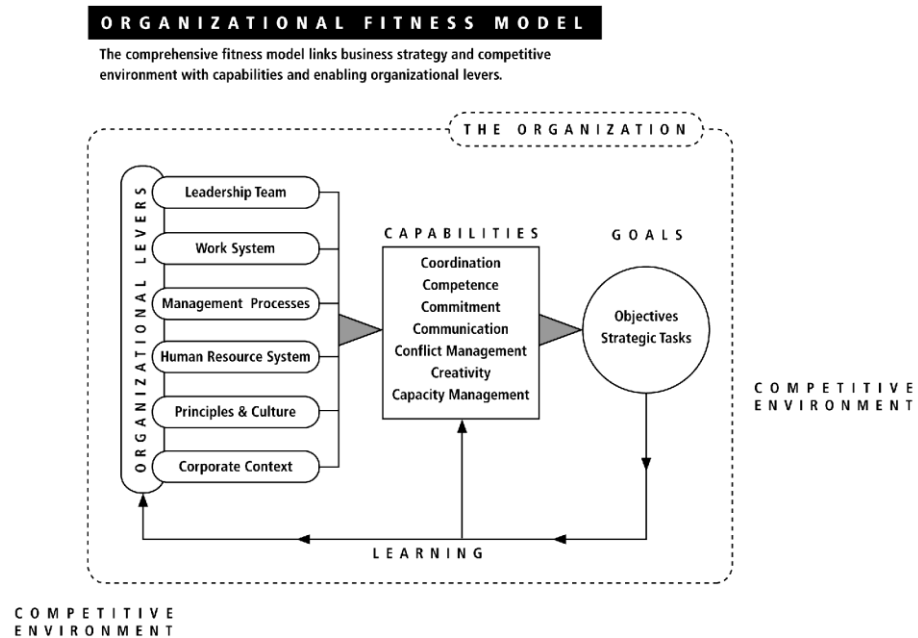 ORGANIZATIONAL FITNESS MODEL
The comprehensive fitness model links business strategy and competitive
environment with capabilities and enabling organizational levers.
THE ORGANIZATION
ORGANIZATIONAL LEVERS
Leadership Team
Work System
Management Processes
Human Resource System
Principles & Culture
Corporate Context
CAPABILITIES
Coordination
Competence
Commitment
Communication
Conflict Management
Creativity
Capacity Management
GOALS
Objectives
Strategic Tasks
COMPETITIVE
ENVIRONMENT
LEARNING
COMPETITIVE
ENVIRONMENT